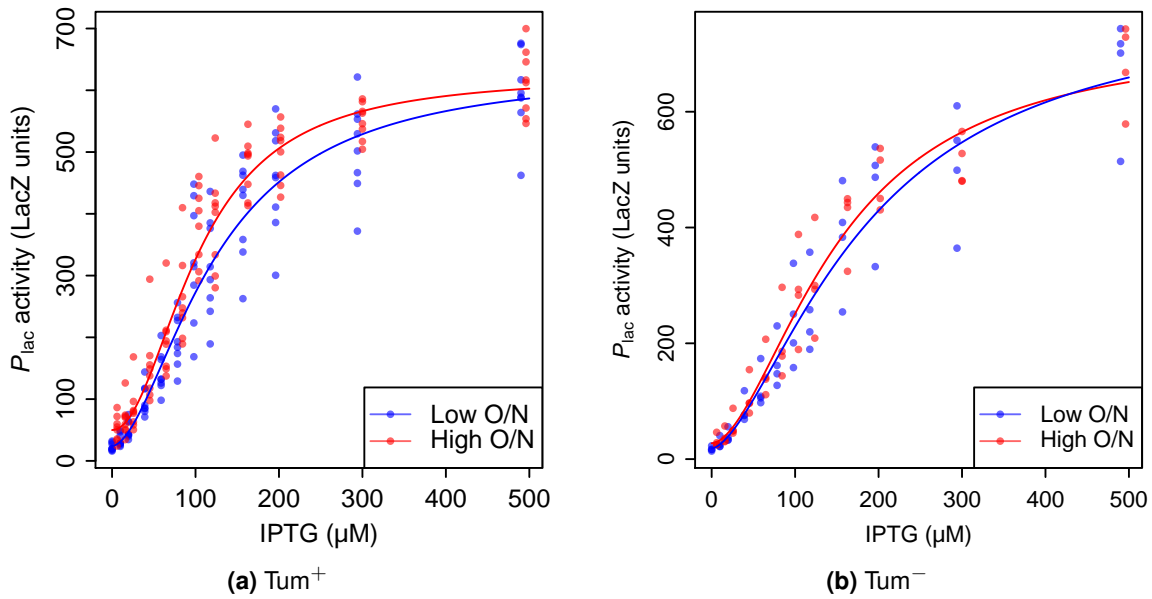 700
500
300
100
0
P_lac activity (LacZ units)
0 100 200 300 400 500
IPTG (µM)
Low O/N
High O/N
(a) Tum⁺
600
400
200
0
P_lac activity (LacZ units)
0 100 200 300 400 500
IPTG (µM)
Low O/N
High O/N
(b) Tum⁻